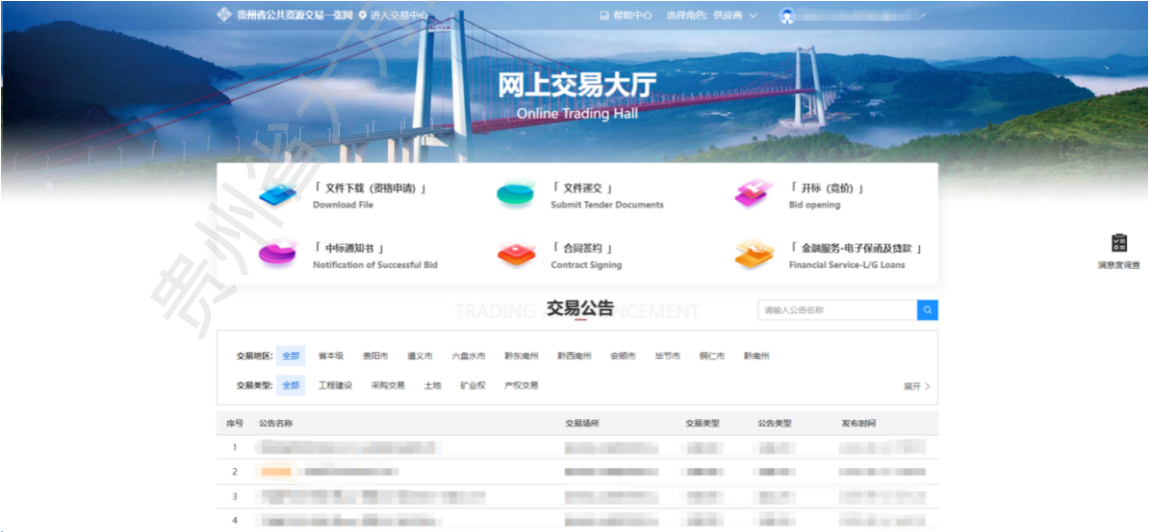 贵州省公共资源交易一张网 进入交易中心 帮助中心 选择角色: 供应商
网上交易大厅
Online Trading Hall
「 文件下载（资格申请）」 「 文件递交 」 「 开标（竞价）」
Download File Submit Tender Documents Bid opening
「 中标通知书 」 「 合同签约 」 「 金融服务-电子保函及贷款 」
Notification of Successful Bid Contract Signing Financial Service-L/G Loans
满意度调查
交易公告
请输入公告名称
交易地区: 全部 省本级 贵阳市 遵义市 六盘水市 黔东南州 黔西南州 安顺市 毕节市 铜仁市 黔南州
交易类型: 全部 工程建设 采购交易 土地 矿业权 产权交易 展开
序号 公告名称 交易场所 交易类型 公告类型 发布时间
1
2
3
4
贵州省